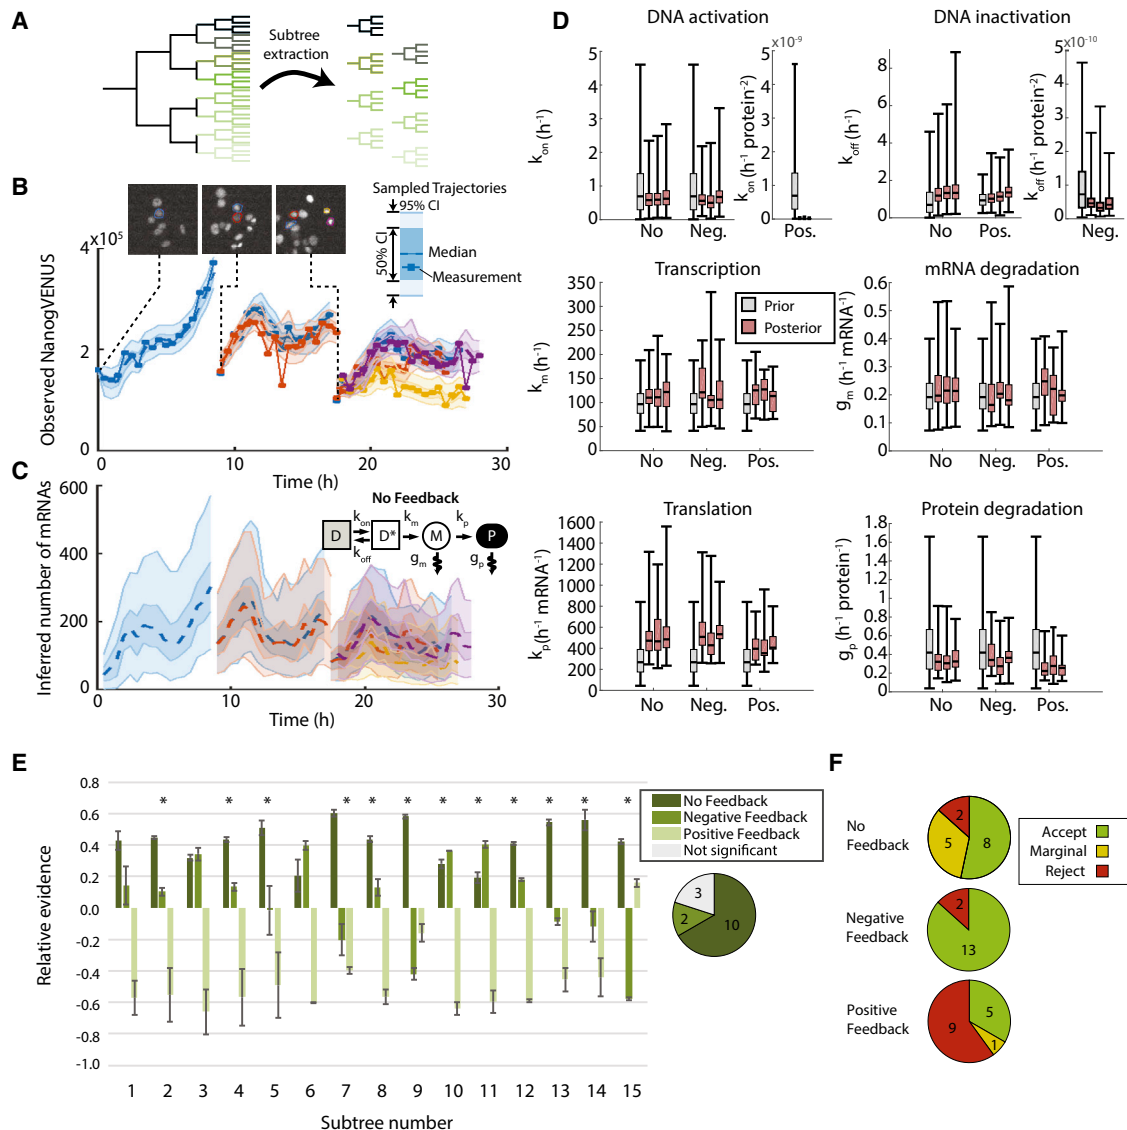 A
Subtree
extraction
B
Sampled Trajectories
95% CI
50% CI
Median
Measurement
x10⁵
4
2
0
Observed NanogVENUS
0
10
20
30
Time (h)
C
600
400
200
0
Inferred number of mRNAs
No Feedback
D
k_on
k_off
D*
k_m
M
g_m
k_p
P
g_p
0
10
20
30
Time (h)
D
DNA activation
5
4
3
2
1
0
k_on (h⁻¹)
No
Neg.
x10⁻⁹
5
4
3
2
1
0
k_on (h⁻¹ protein⁻²)
Pos.
DNA inactivation
8
6
4
2
0
k_off (h⁻¹)
No
Pos.
x10⁻¹⁰
5
4
3
2
1
0
k_off (h⁻¹ protein⁻²)
Neg.
Transcription
350
300
250
200
150
100
50
0
k_m (h⁻¹)
Prior
Posterior
No
Neg.
Pos.
mRNA degradation
0.6
0.5
0.4
0.3
0.2
0.1
0
g_m (h⁻¹ mRNA⁻¹)
No
Neg.
Pos.
Translation
1600
1400
1200
1000
800
600
400
200
0
k_p(h⁻¹ mRNA⁻¹)
No
Neg.
Pos.
Protein degradation
1.8
1.6
1.4
1.2
1
0.8
0.6
0.4
0.2
0
g_p (h⁻¹ protein⁻¹)
No
Neg.
Pos.
E
0.8
0.6
0.4
0.2
0.0
-0.2
-0.4
-0.6
-0.8
-1.0
Relative evidence
* * * * * * * * * * * *
No Feedback
Negative Feedback
Positive Feedback
Not significant
3
2
10
1 2 3 4 5 6 7 8 9 10 11 12 13 14 15
Subtree number
F
No
Feedback
2
5
8
Accept
Marginal
Reject
Negative
Feedback
2
13
Positive
Feedback
5
9
1